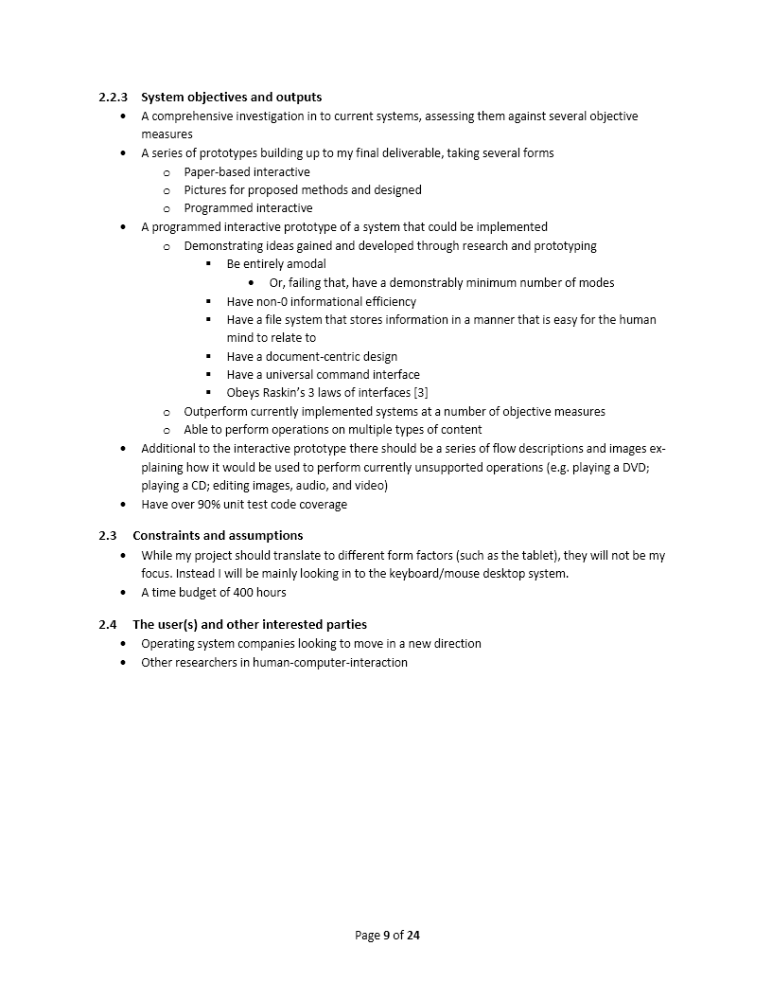 2.2.3 System objectives and outputs
• A comprehensive investigation in to current systems, assessing them against several objective
measures
• A series of prototypes building up to my final deliverable, taking several forms
o Paper-based interactive
o Pictures for proposed methods and designed
o Programmed interactive
• A programmed interactive prototype of a system that could be implemented
o Demonstrating ideas gained and developed through research and prototyping
▪ Be entirely amodal
• Or, failing that, have a demonstrably minimum number of modes
▪ Have non-0 informational efficiency
▪ Have a file system that stores information in a manner that is easy for the human
mind to relate to
▪ Have a document-centric design
▪ Have a universal command interface
▪ Obeys Raskin’s 3 laws of interfaces [3]
o Outperform currently implemented systems at a number of objective measures
o Able to perform operations on multiple types of content
• Additional to the interactive prototype there should be a series of flow descriptions and images ex-
plaining how it would be used to perform currently unsupported operations (e.g. playing a DVD;
playing a CD; editing images, audio, and video)
• Have over 90% unit test code coverage
2.3 Constraints and assumptions
• While my project should translate to different form factors (such as the tablet), they will not be my
focus. Instead I will be mainly looking in to the keyboard/mouse desktop system.
• A time budget of 400 hours
2.4 The user(s) and other interested parties
• Operating system companies looking to move in a new direction
• Other researchers in human-computer-interaction
Page 9 of 24